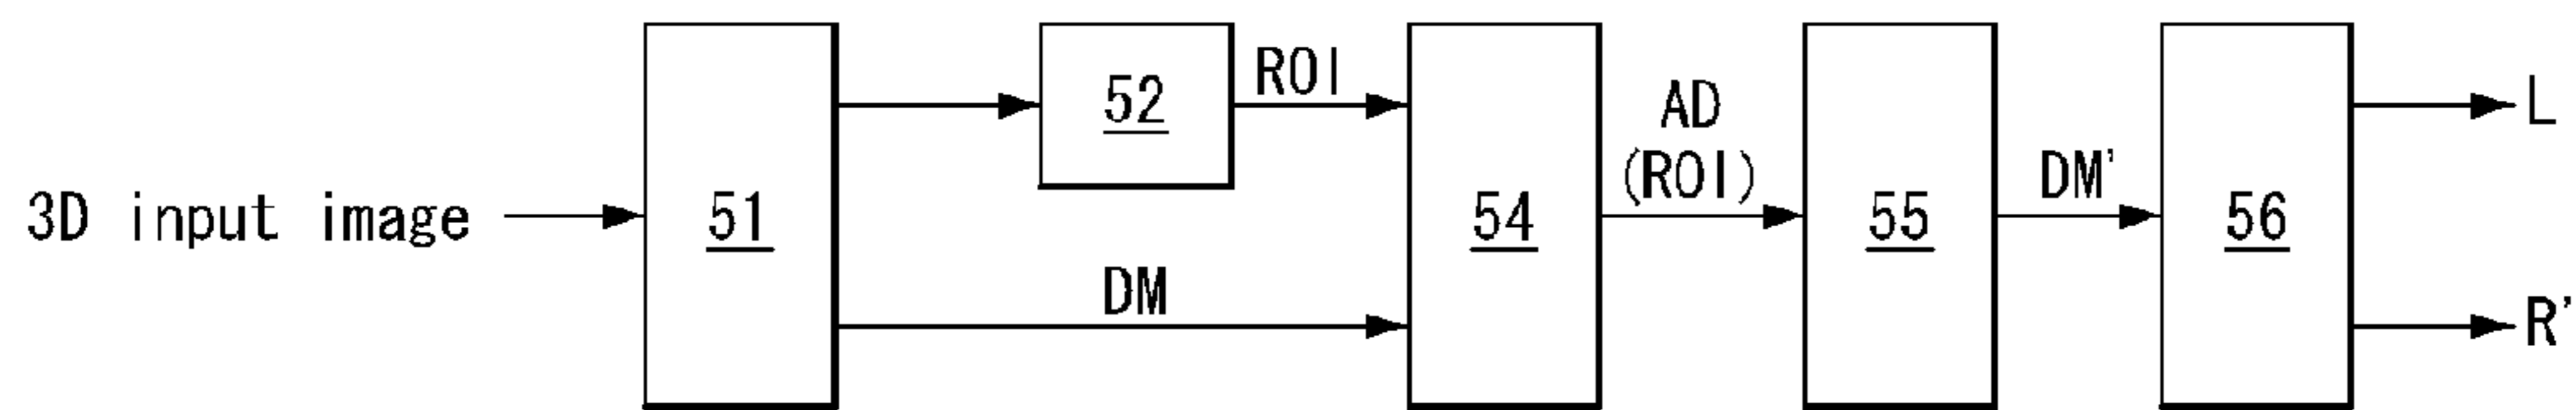 3D input image
51
52
ROI
DM
54
AD
(ROI)
55
DM'
56
L
R'